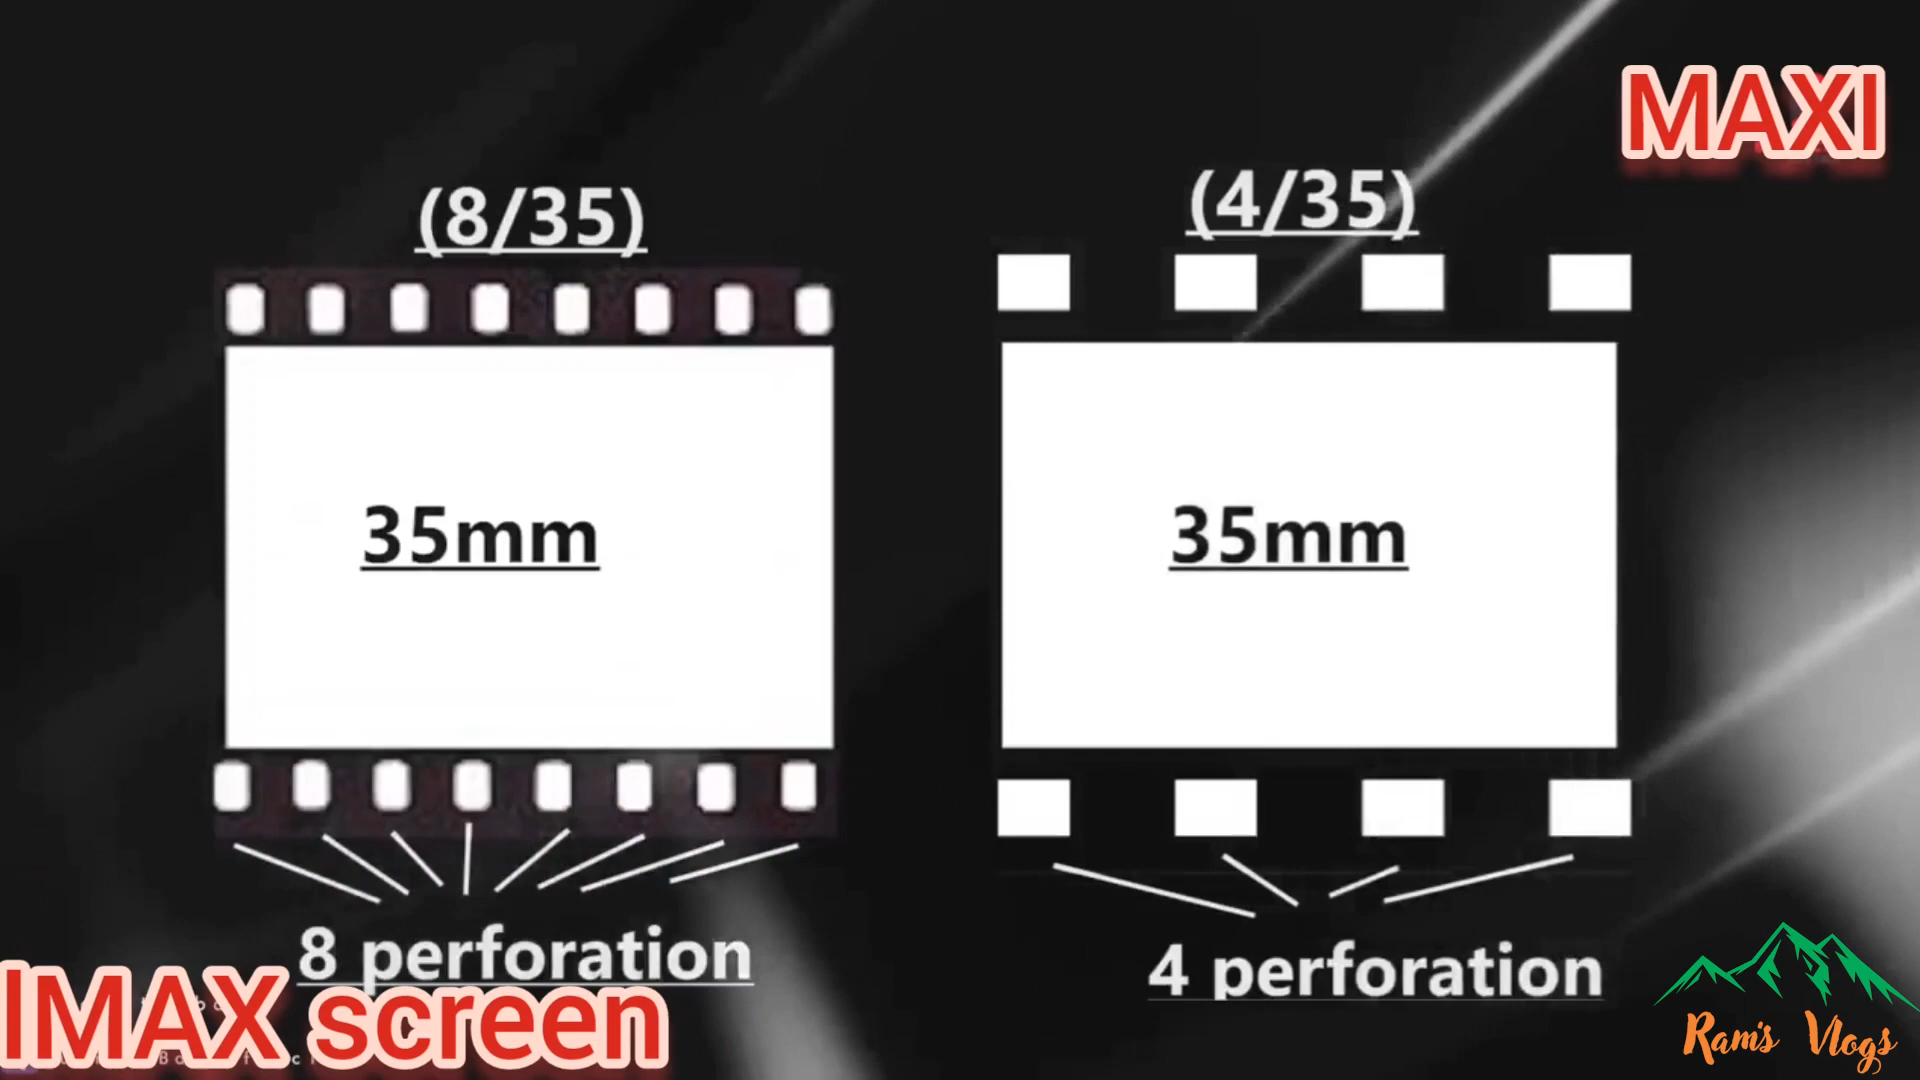 MAXI
(8/35)
(4/35)
35mm
35mm
8 perforation
4 perforation
IMAX screen
Ram's Vlogs